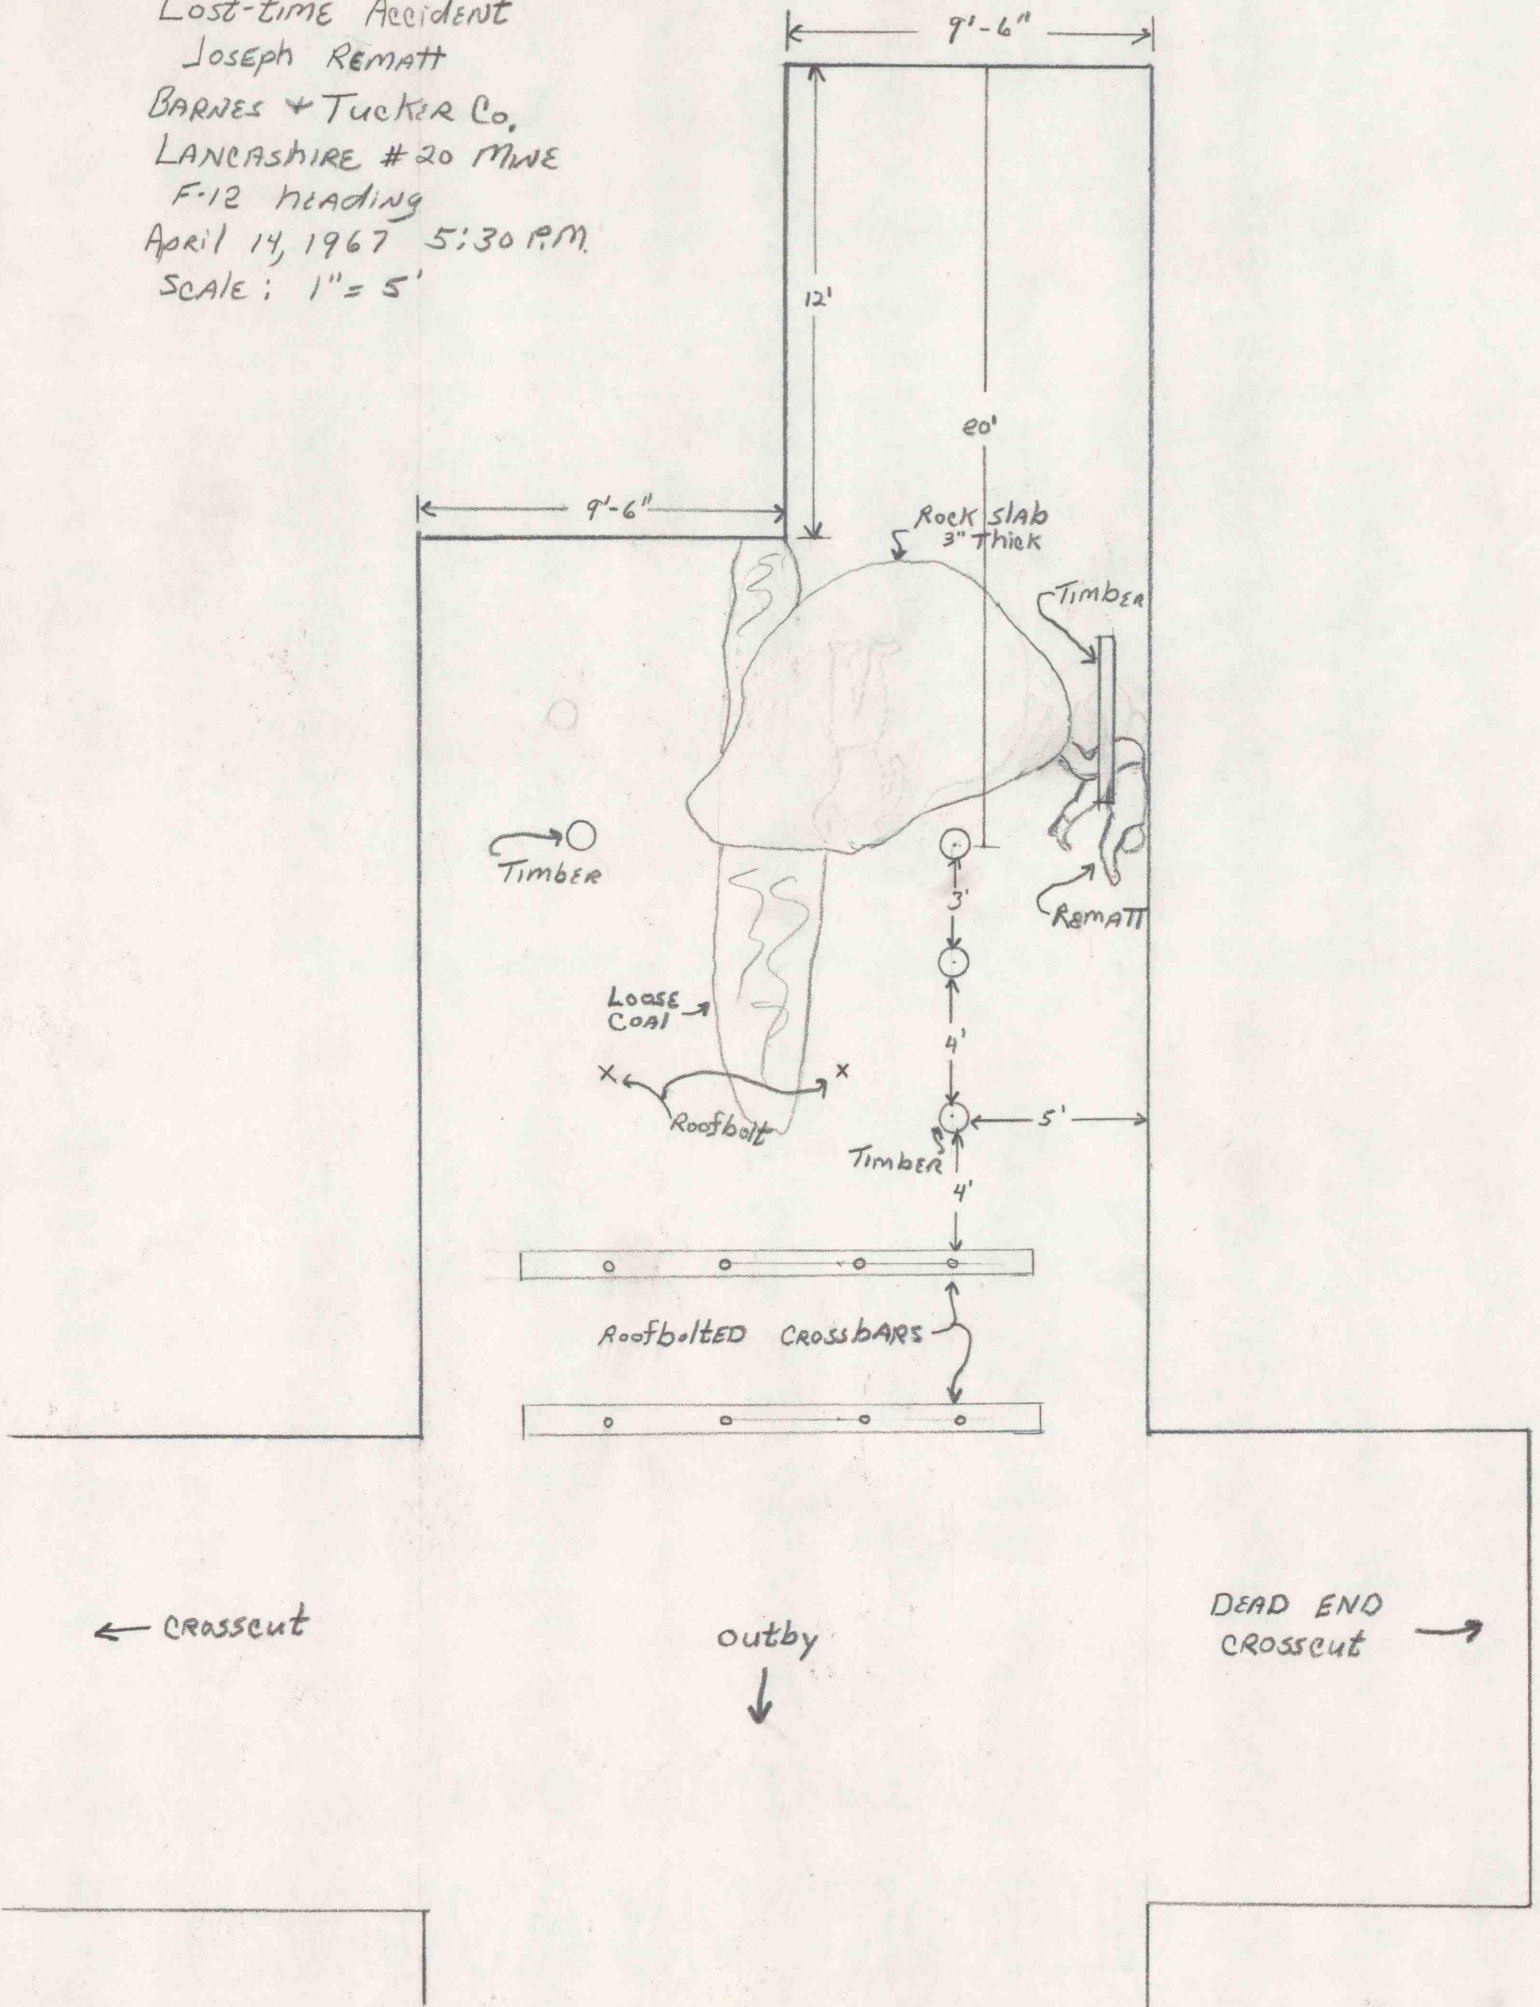 Lost-time Accident
Joseph Rematt
Barnes + Tucker Co.
Lancashire #20 Mine
F-12 heading
April 14, 1967 5:30 P.M.
Scale: 1" = 5'
9'-6"
12'
20'
9'-6"
Rock slab
3" Thick
Timber
Timber
Rematt
3'
Loose
Coal
4'
x
x
Roofbolt
5'
Timber
4'
Roofbolted Crossbars
← Crosscut
outby
Dead End
Crosscut →